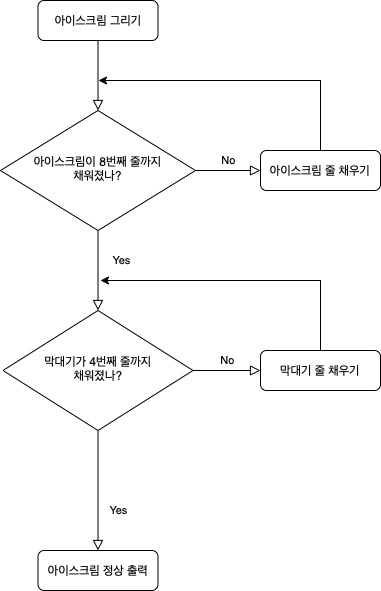 아이스크림 그리기
아이스크림이 8번째 줄까지
채워졌나?
No
아이스크림 줄 채우기
Yes
막대기가 4번째 줄까지
채워졌나?
No
막대기 줄 채우기
Yes
아이스크림 정상 출력